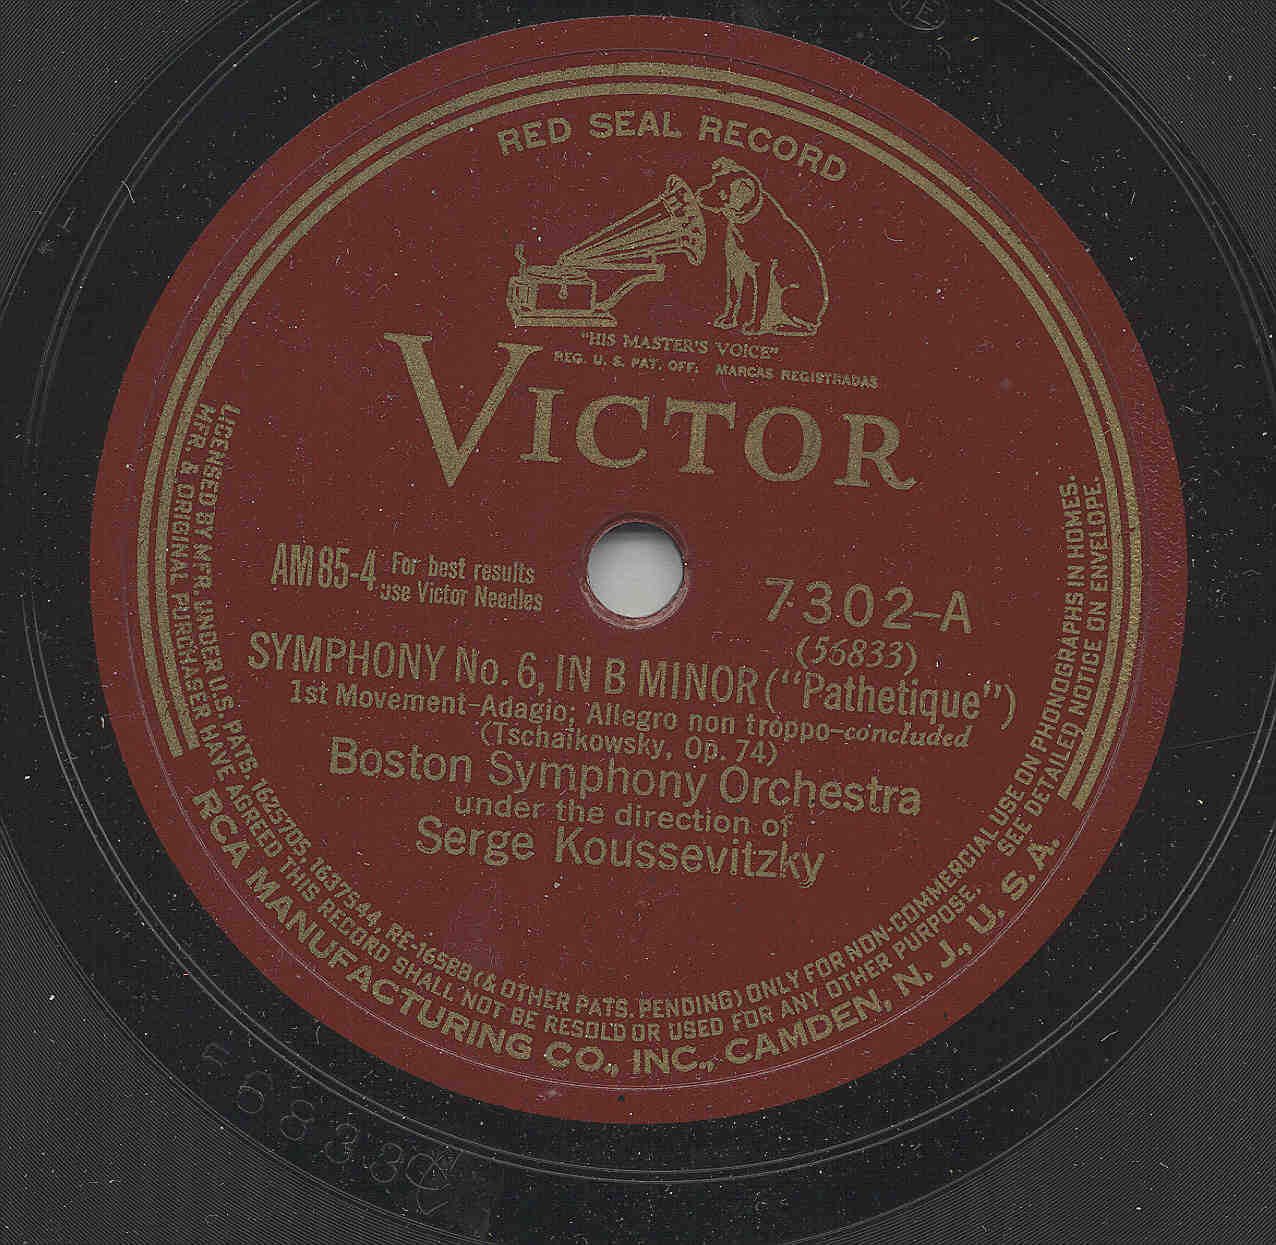 V.E
RED SEAL RECORD
"HIS MASTER'S VOICE"
REG. U. S. PAT. OFF. MARCAS REGISTRADAS
VICTOR
AM 85-4
For best results
use Victor Needles
7302-A
(56833)
SYMPHONY No. 6, IN B MINOR ("Pathetique")
1st Movement-Adagio; Allegro non troppo-concluded
(Tschaikowsky, Op. 74)
Boston Symphony Orchestra
under the direction of
Serge Koussevitzky
LICENSED BY MFR. UNDER U.S. PATS. 1625705, 1637544, RE-16588 (& OTHER PATS. PENDING) ONLY FOR NON-COMMERCIAL USE ON PHONOGRAPHS IN HOMES.
MFR. & ORIGINAL PURCHASER HAVE AGREED THIS RECORD SHALL NOT BE RESOLD OR USED FOR ANY OTHER PURPOSE. SEE DETAILED NOTICE ON ENVELOPE.
RCA MANUFACTURING CO., INC., CAMDEN, N. J., U. S. A.
56833